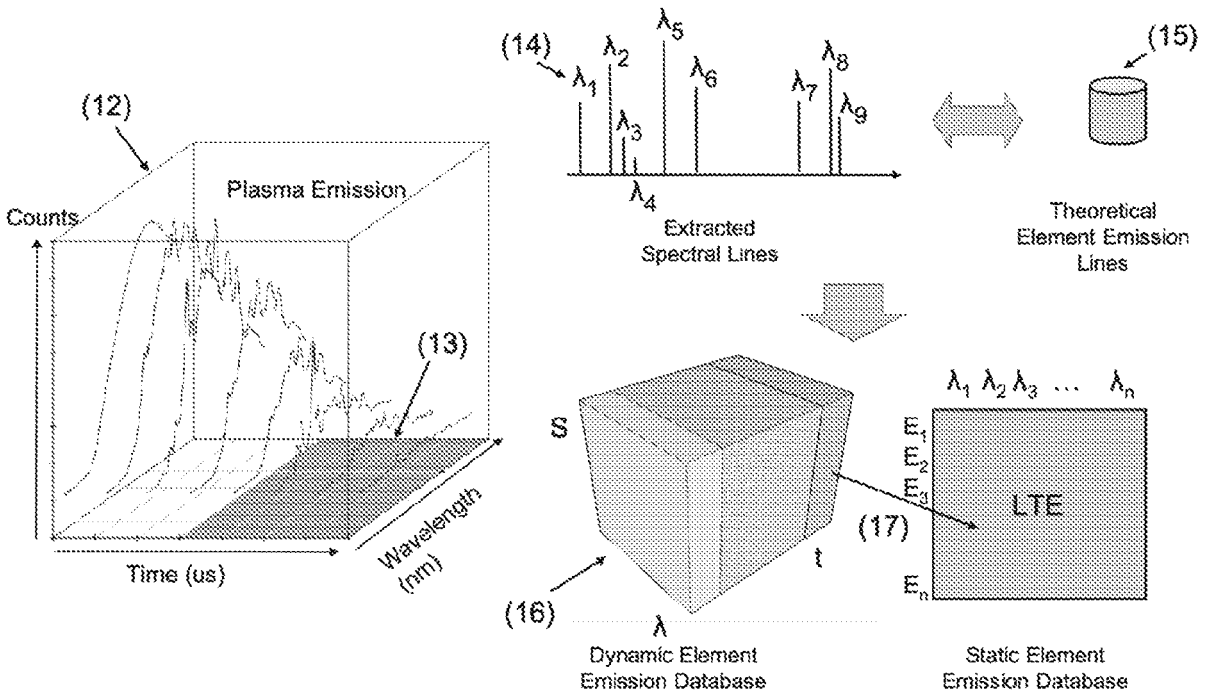 (12)
Plasma Emission
Counts
(13)
Time (us)
Wavelength
(nm)
(14)
λ1
λ2
λ3
λ4
λ5
λ6
λ7
λ8
λ9
Extracted
Spectral Lines
(15)
Theoretical
Element Emission
Lines
S
(16)
λ
t
(17)
Dynamic Element
Emission Database
λ1 λ2 λ3 ... λn
E1
E2
E3
En
LTE
Static Element
Emission Database